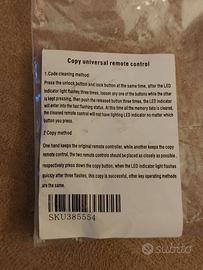 Copy universal remote control
1.Code cleaning method
Press the unlock button and lock button at the same time, after the LED
indicator light flashes three times, loosen any one of the buttons while the other
is kept pressing, then push the released button three times, the LED indicator
will enter into the fast flashing status. At this time all the memory data is cleared,
the cleared remote control will not have lighting LED indicator no matter which
button you press.
2 Copy method
One hand keeps the original remote controller, while another keeps the copy
remote control, the two remote controls should be placed as closely as possible ,
respectively press down the copy button, when the LED indicator light flashes
quickly after three flashes, this copy is successful, other key operating methods
are the same.
SKU385554
subito